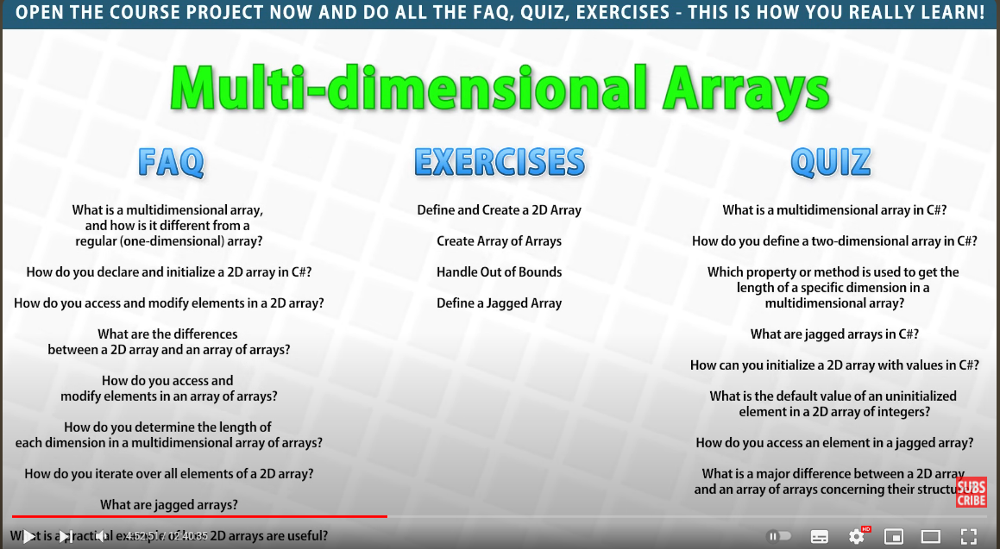 OPEN THE COURSE PROJECT NOW AND DO ALL THE FAQ, QUIZ, EXERCISES - THIS IS HOW YOU REALLY LEARN!
Multi-dimensional Arrays
FAQ
What is a multidimensional array,
and how is it different from a
regular (one-dimensional) array?
How do you declare and initialize a 2D array in C#?
How do you access and modify elements in a 2D array?
What are the differences
between a 2D array and an array of arrays?
How do you access and
modify elements in an array of arrays?
How do you determine the length of
each dimension in a multidimensional array of arrays?
How do you iterate over all elements of a 2D array?
What are jagged arrays?
What is a practical example of how 2D arrays are useful?
EXERCISES
Define and Create a 2D Array
Create Array of Arrays
Handle Out of Bounds
Define a Jagged Array
QUIZ
What is a multidimensional array in C#?
How do you define a two-dimensional array in C#?
Which property or method is used to get the
length of a specific dimension in a
multidimensional array?
What are jagged arrays in C#?
How can you initialize a 2D array with values in C#?
What is the default value of an uninitialized
element in a 2D array of integers?
How do you access an element in a jagged array?
What is a major difference between a 2D array
and an array of arrays concerning their
SUBS
CRIBE
4:52:51 / 12:40:35
HD